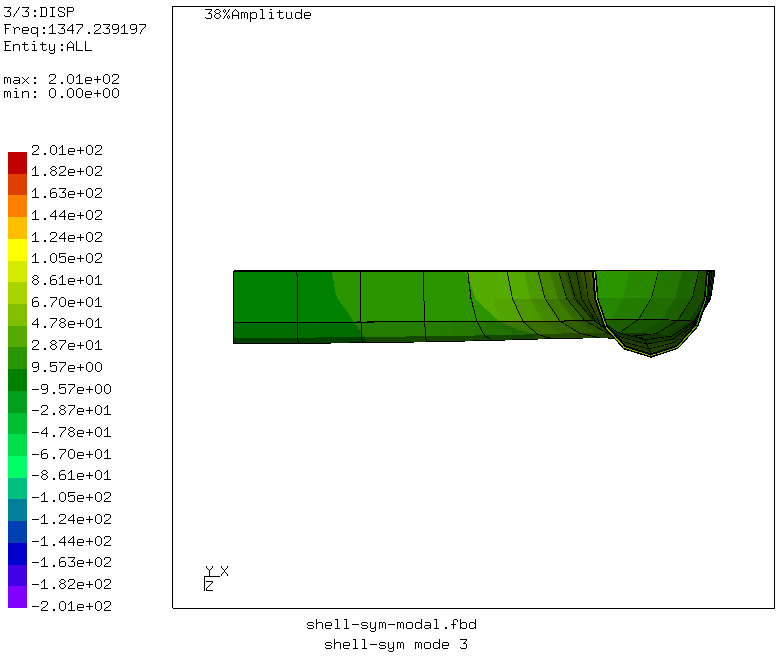 3/3:DISP
Freq:1347.239197
Entity:ALL
max: 2.01e+02
min: 0.00e+00
38%Amplitude
2.01e+02
1.82e+02
1.63e+02
1.44e+02
1.24e+02
1.05e+02
8.61e+01
6.70e+01
4.78e+01
2.87e+01
9.57e+00
-9.57e+00
-2.87e+01
-4.78e+01
-6.70e+01
-8.61e+01
-1.05e+02
-1.24e+02
-1.44e+02
-1.63e+02
-1.82e+02
-2.01e+02
Y X
Z
shell-sym-modal.fbd
shell-sym mode 3